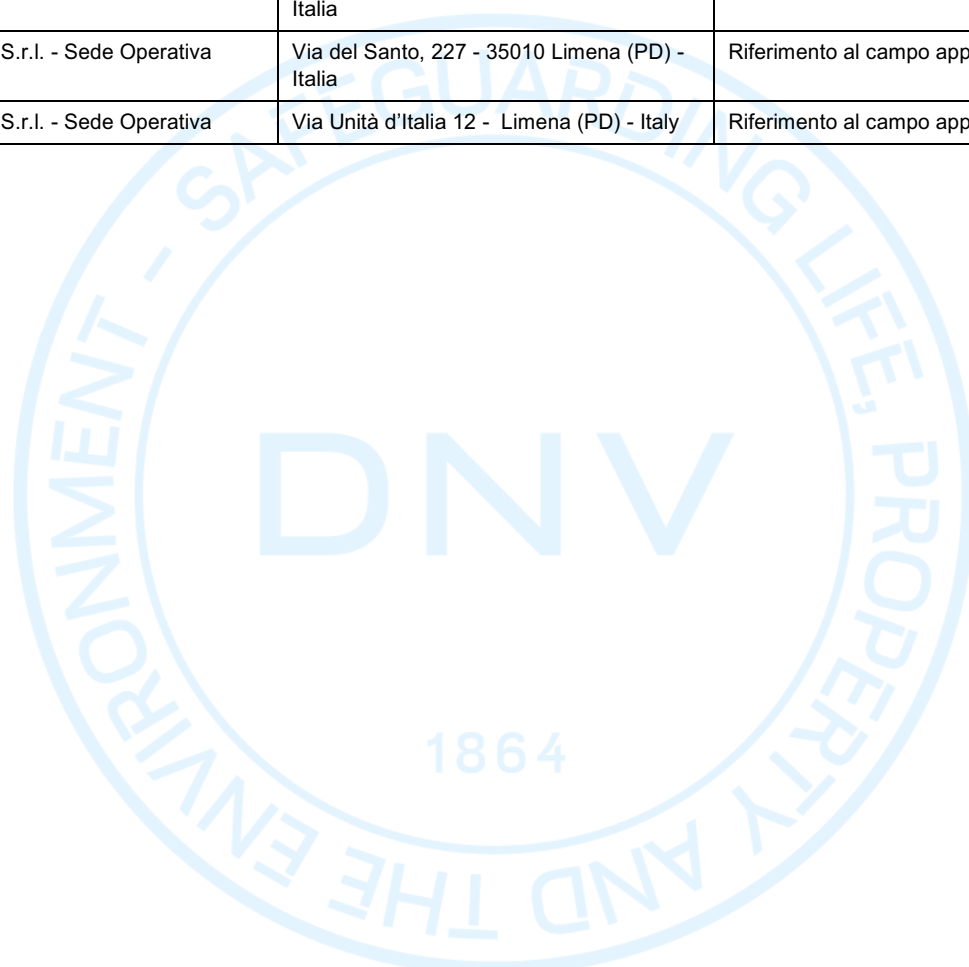 Italia
S.r.l. - Sede Operativa
Via del Santo, 227 - 35010 Limena (PD) -
Italia
Riferimento al campo app
S.r.l. - Sede Operativa
Via Unità d'Italia 12 - Limena (PD) - Italy
Riferimento al campo app
SAFEGUARDING LIFE, PROPERTY AND THE ENVIRONMENT -
DNV
1864